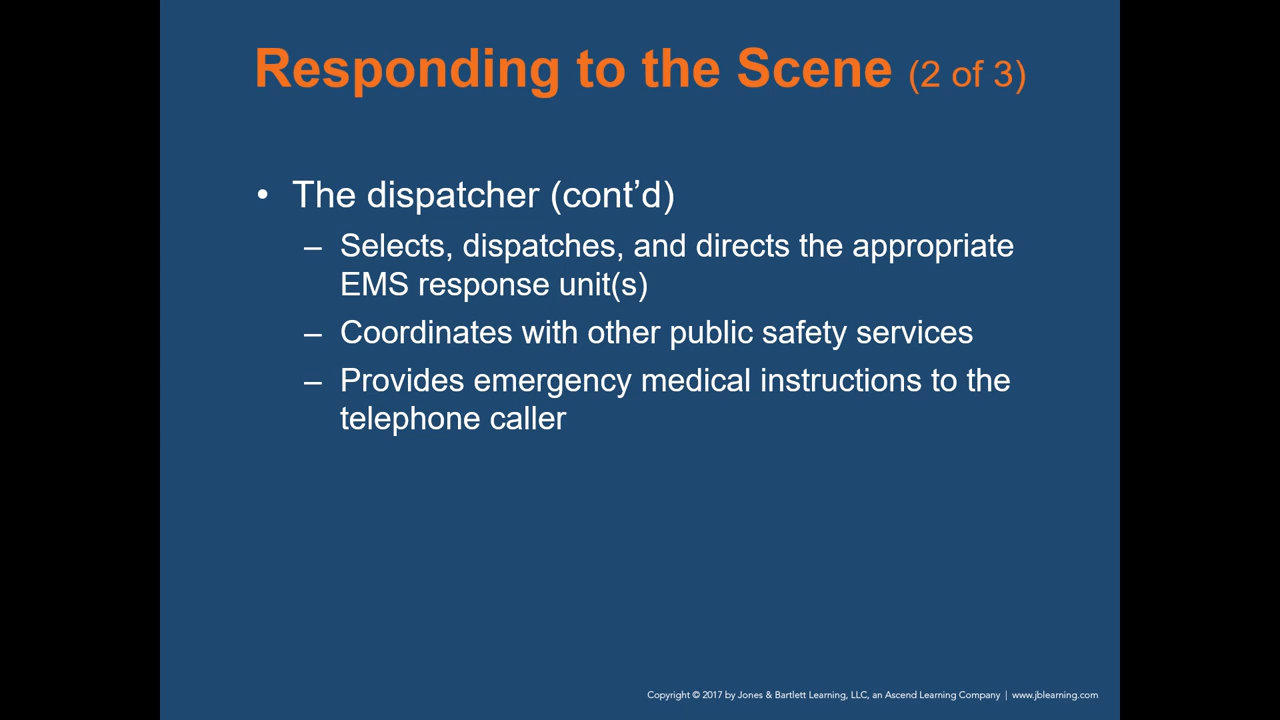 Responding to the Scene (2 of 3)
• The dispatcher (cont’d)
– Selects, dispatches, and directs the appropriate
EMS response unit(s)
– Coordinates with other public safety services
– Provides emergency medical instructions to the
telephone caller
Copyright © 2017 by Jones & Bartlett Learning, LLC, an Ascend Learning Company | www.jblearning.com